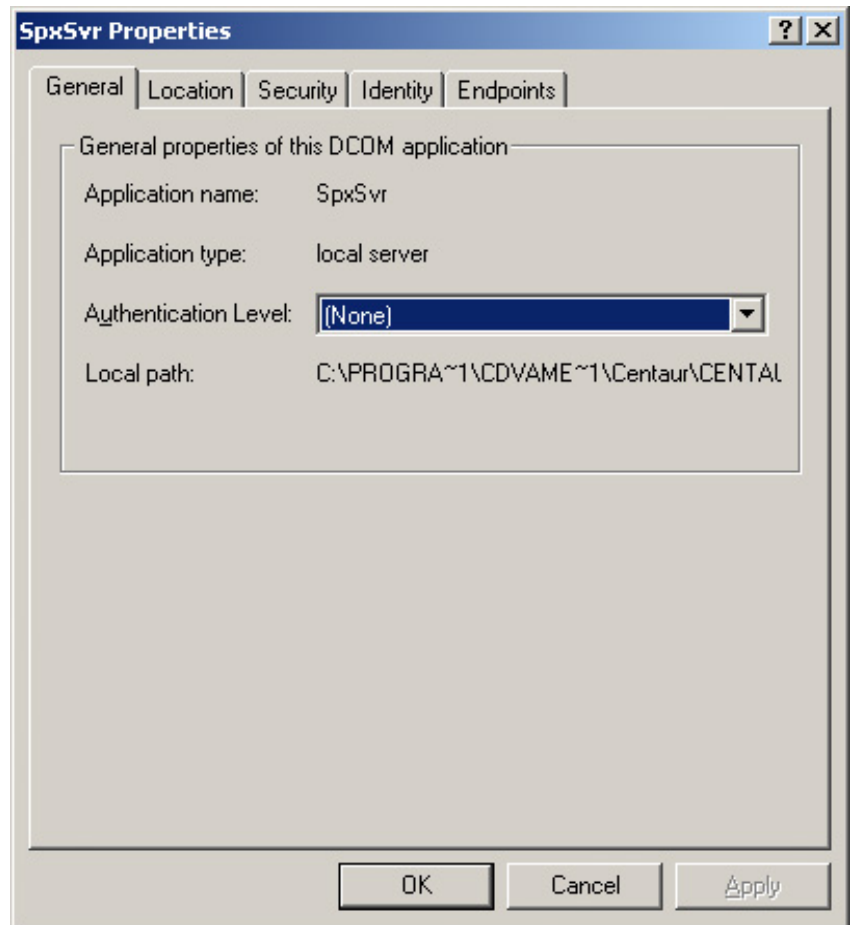 SpxSvr Properties
General Location Security Identity Endpoints
General properties of this DCOM application
Application name: SpxSvr
Application type: local server
Authentication Level: (None)
Local path: C:\PROGRA~1\CDVAME~1\Centaur\CENTAU
OK Cancel Apply